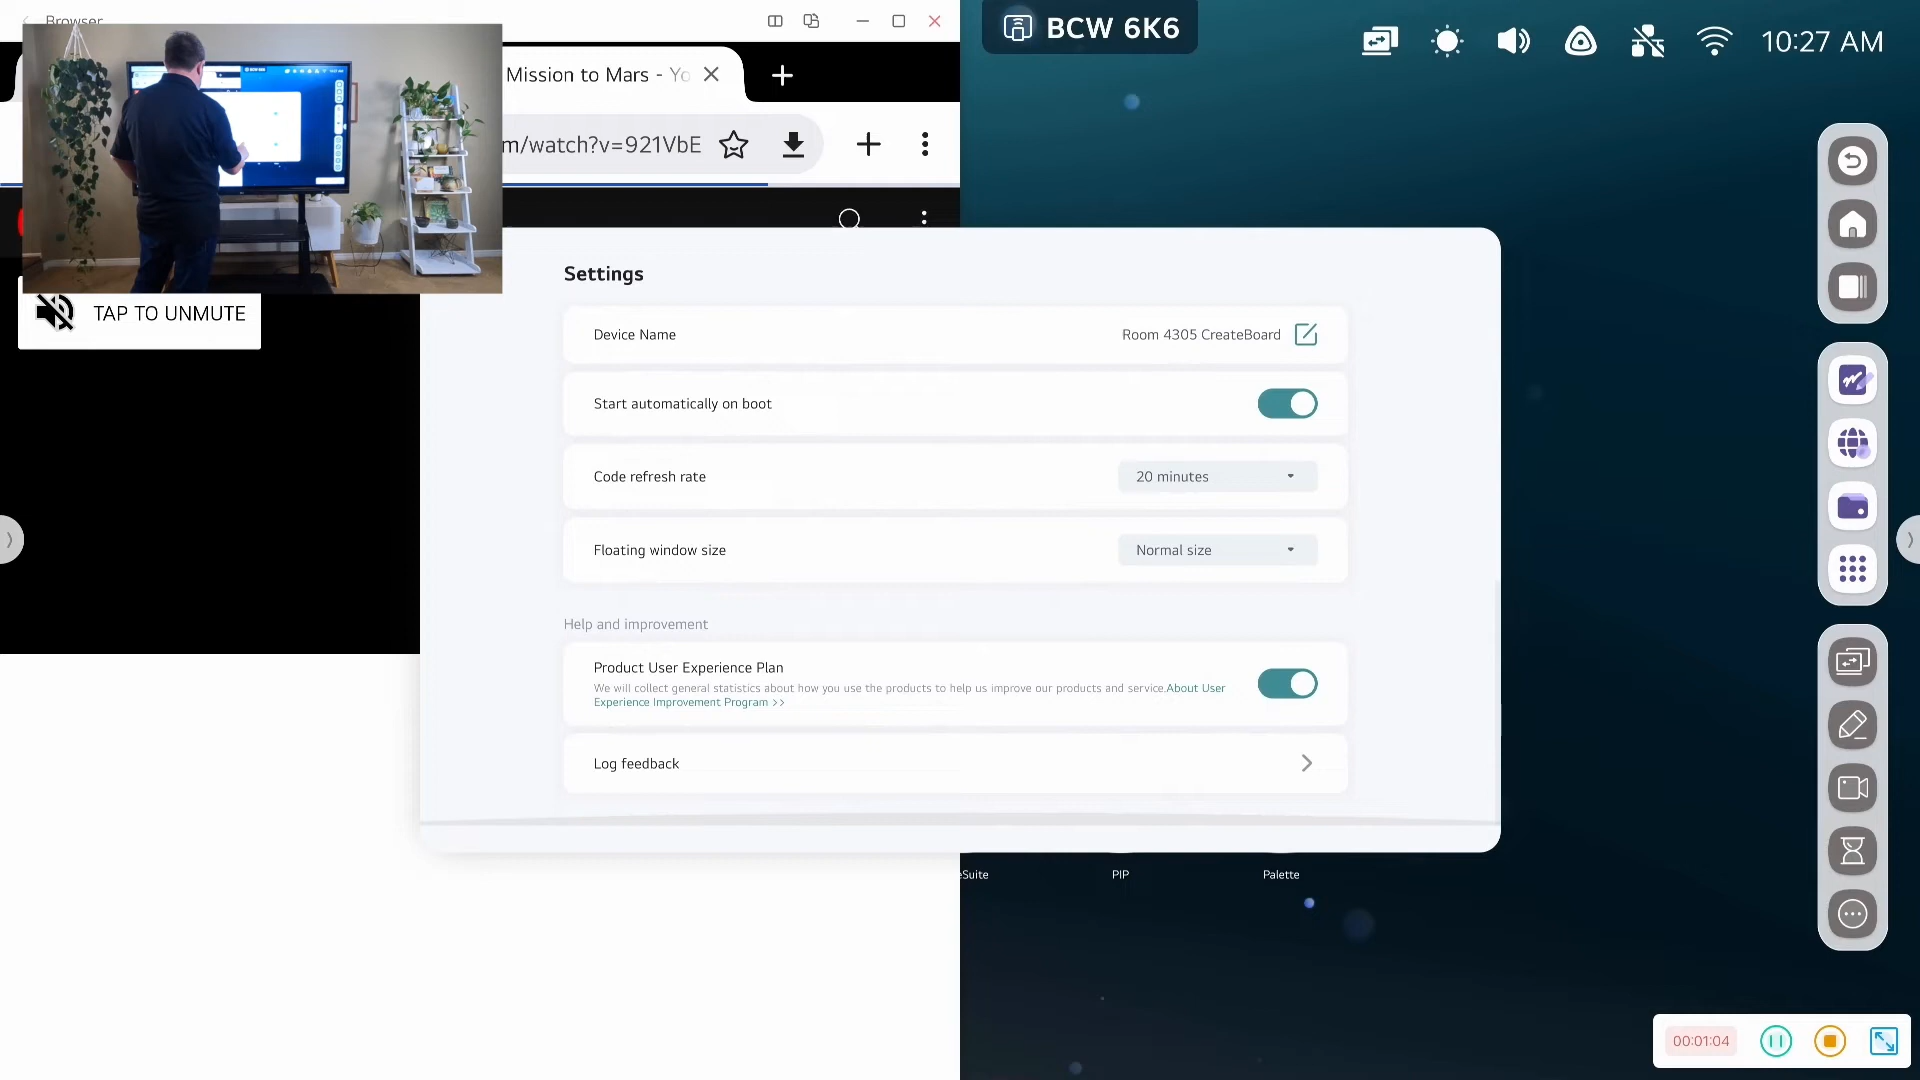 Browser
BCW 6K6
10:27 AM
Mission to Mars - Yo
m/watch?v=921VbE
TAP TO UNMUTE
Settings
Device Name
Room 4305 CreateBoard
Start automatically on boot
Code refresh rate
20 minutes
Floating window size
Normal size
Help and improvement
Product User Experience Plan
We will collect general statistics about how you use the products to help us improve our products and service.About User
Experience Improvement Program >>
Log feedback
eSuite
PIP
Palette
00:01:04